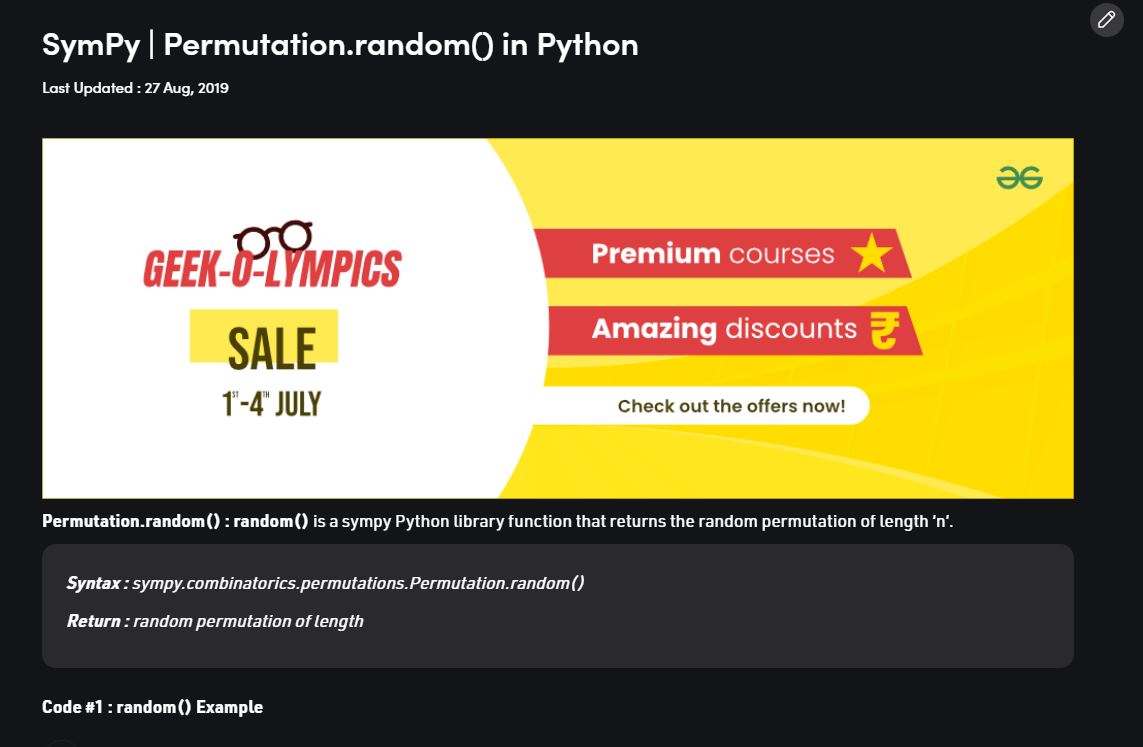 SymPy | Permutation.random() in Python
Last Updated : 27 Aug, 2019
GEEK-O-LYMPICS
SALE
1ST-4TH JULY
Premium courses
Amazing discounts ₹
Check out the offers now!
Permutation.random() : random() is a sympy Python library function that returns the random permutation of length ‘n’.
Syntax : sympy.combinatorics.permutations.Permutation.random()
Return : random permutation of length
Code #1 : random() Example